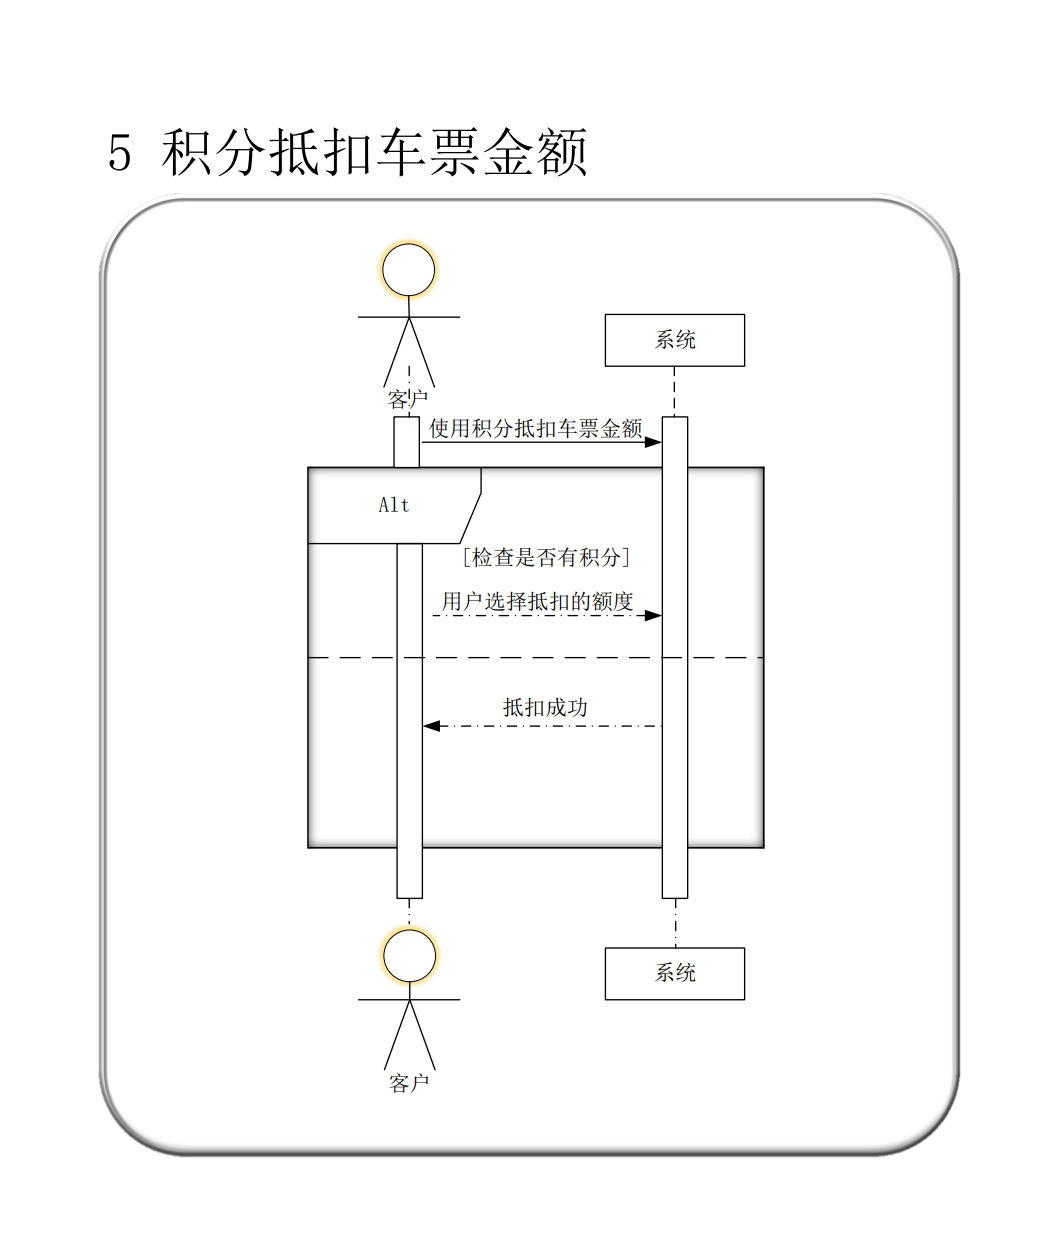 5 积分抵扣车票金额
系统
客户
使用积分抵扣车票金额
Alt
[检查是否有积分]
用户选择抵扣的额度
抵扣成功
系统
客户